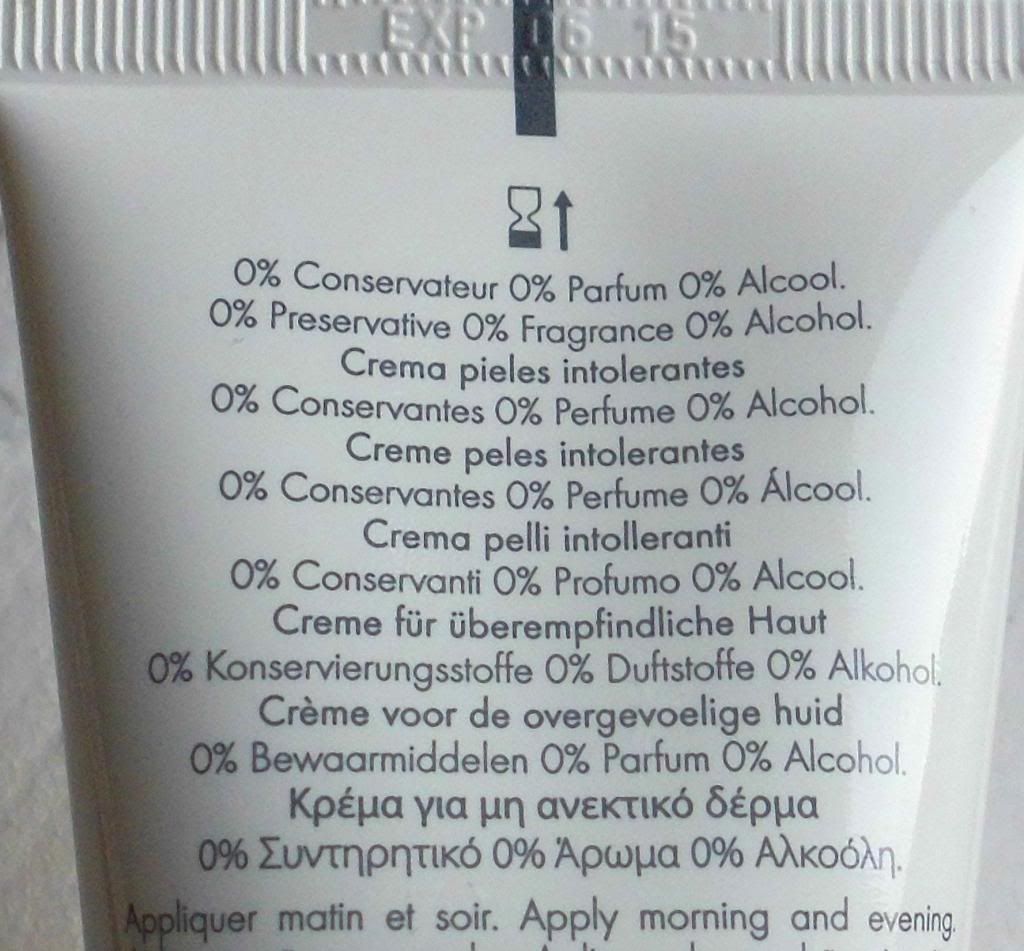 EXP 06 15
0% Conservateur 0% Parfum 0% Alcool.
0% Preservative 0% Fragrance 0% Alcohol.
Crema pieles intolerantes
0% Conservantes 0% Perfume 0% Alcohol.
Creme peles intolerantes
0% Conservantes 0% Perfume 0% Álcool.
Crema pelli intolleranti
0% Conservanti 0% Profumo 0% Alcool.
Creme für überempfindliche Haut
0% Konservierungsstoffe 0% Duftstoffe 0% Alkohol.
Crème voor de overgevoelige huid
0% Bewaarmiddelen 0% Parfum 0% Alcohol.
Κρέμα για μη ανεκτικό δέρμα
0% Συντηρητικό 0% Άρωμα 0% Αλκοόλη.
Appliquer matin et soir. Apply morning and evening.